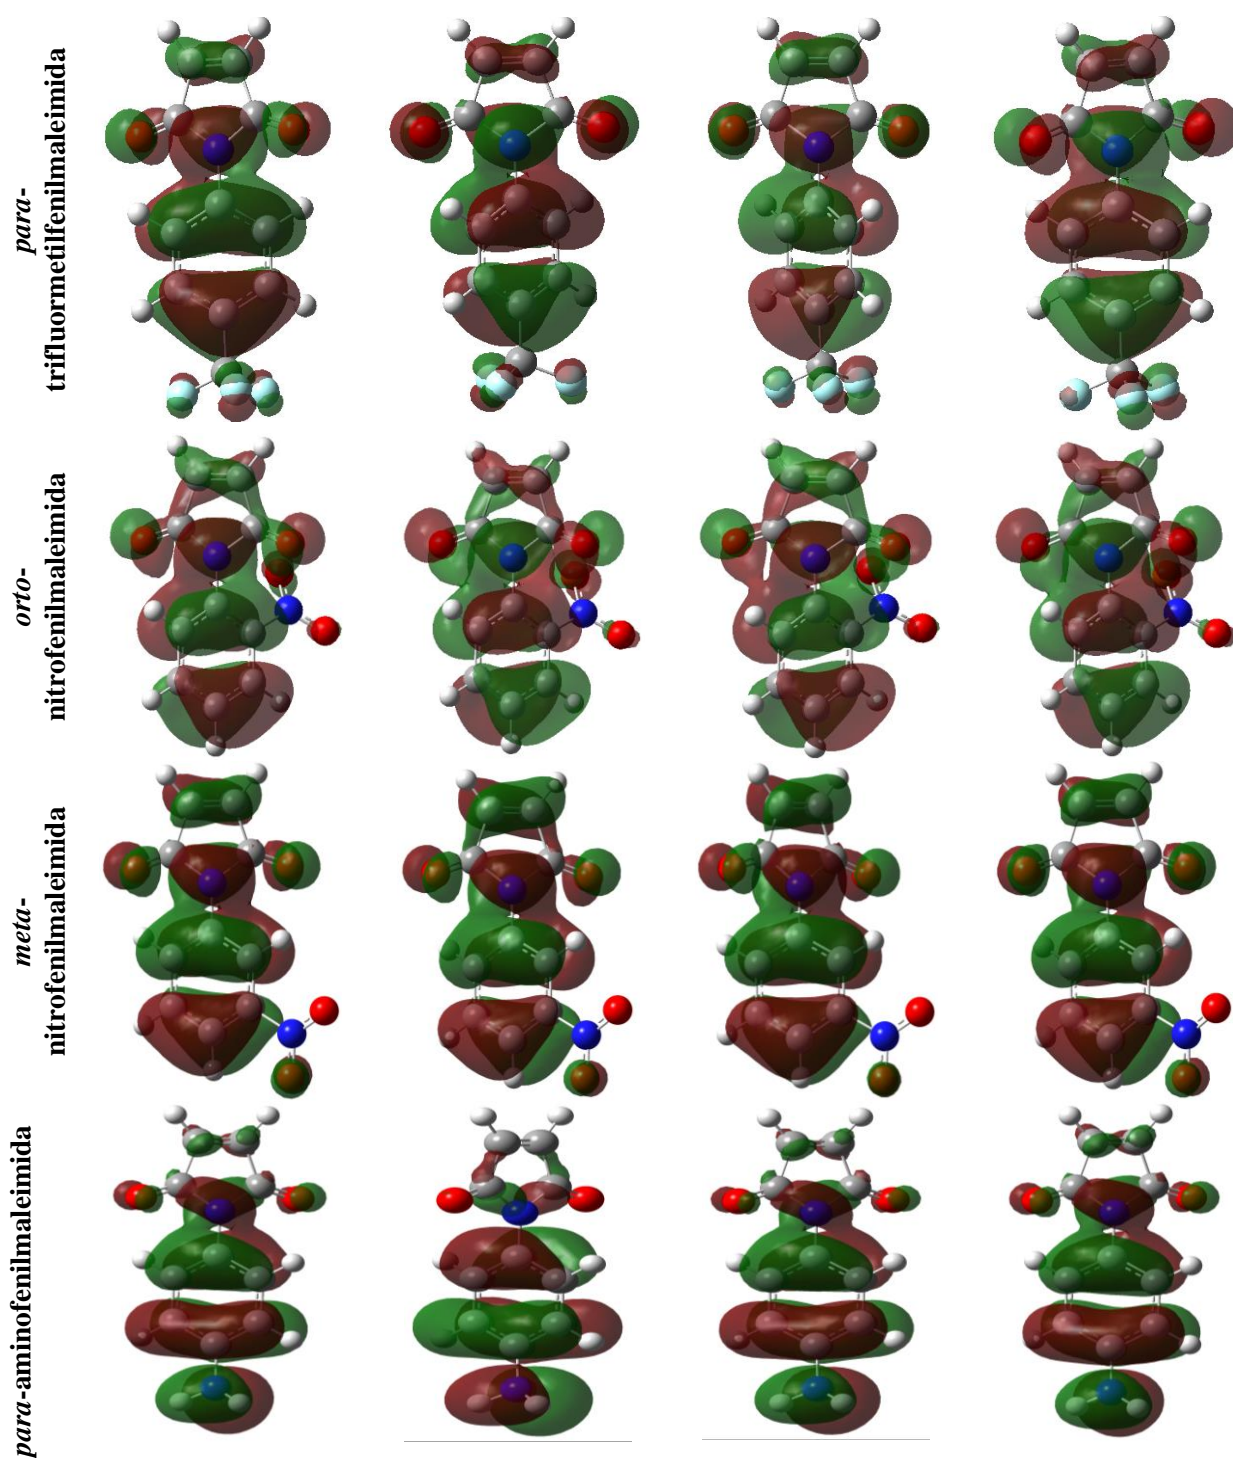 para-
trifluormetilfenilmaleimida
orto-
nitrofenilmaleimida
meta-
nitrofenilmaleimida
para-aminofenilmaleimida